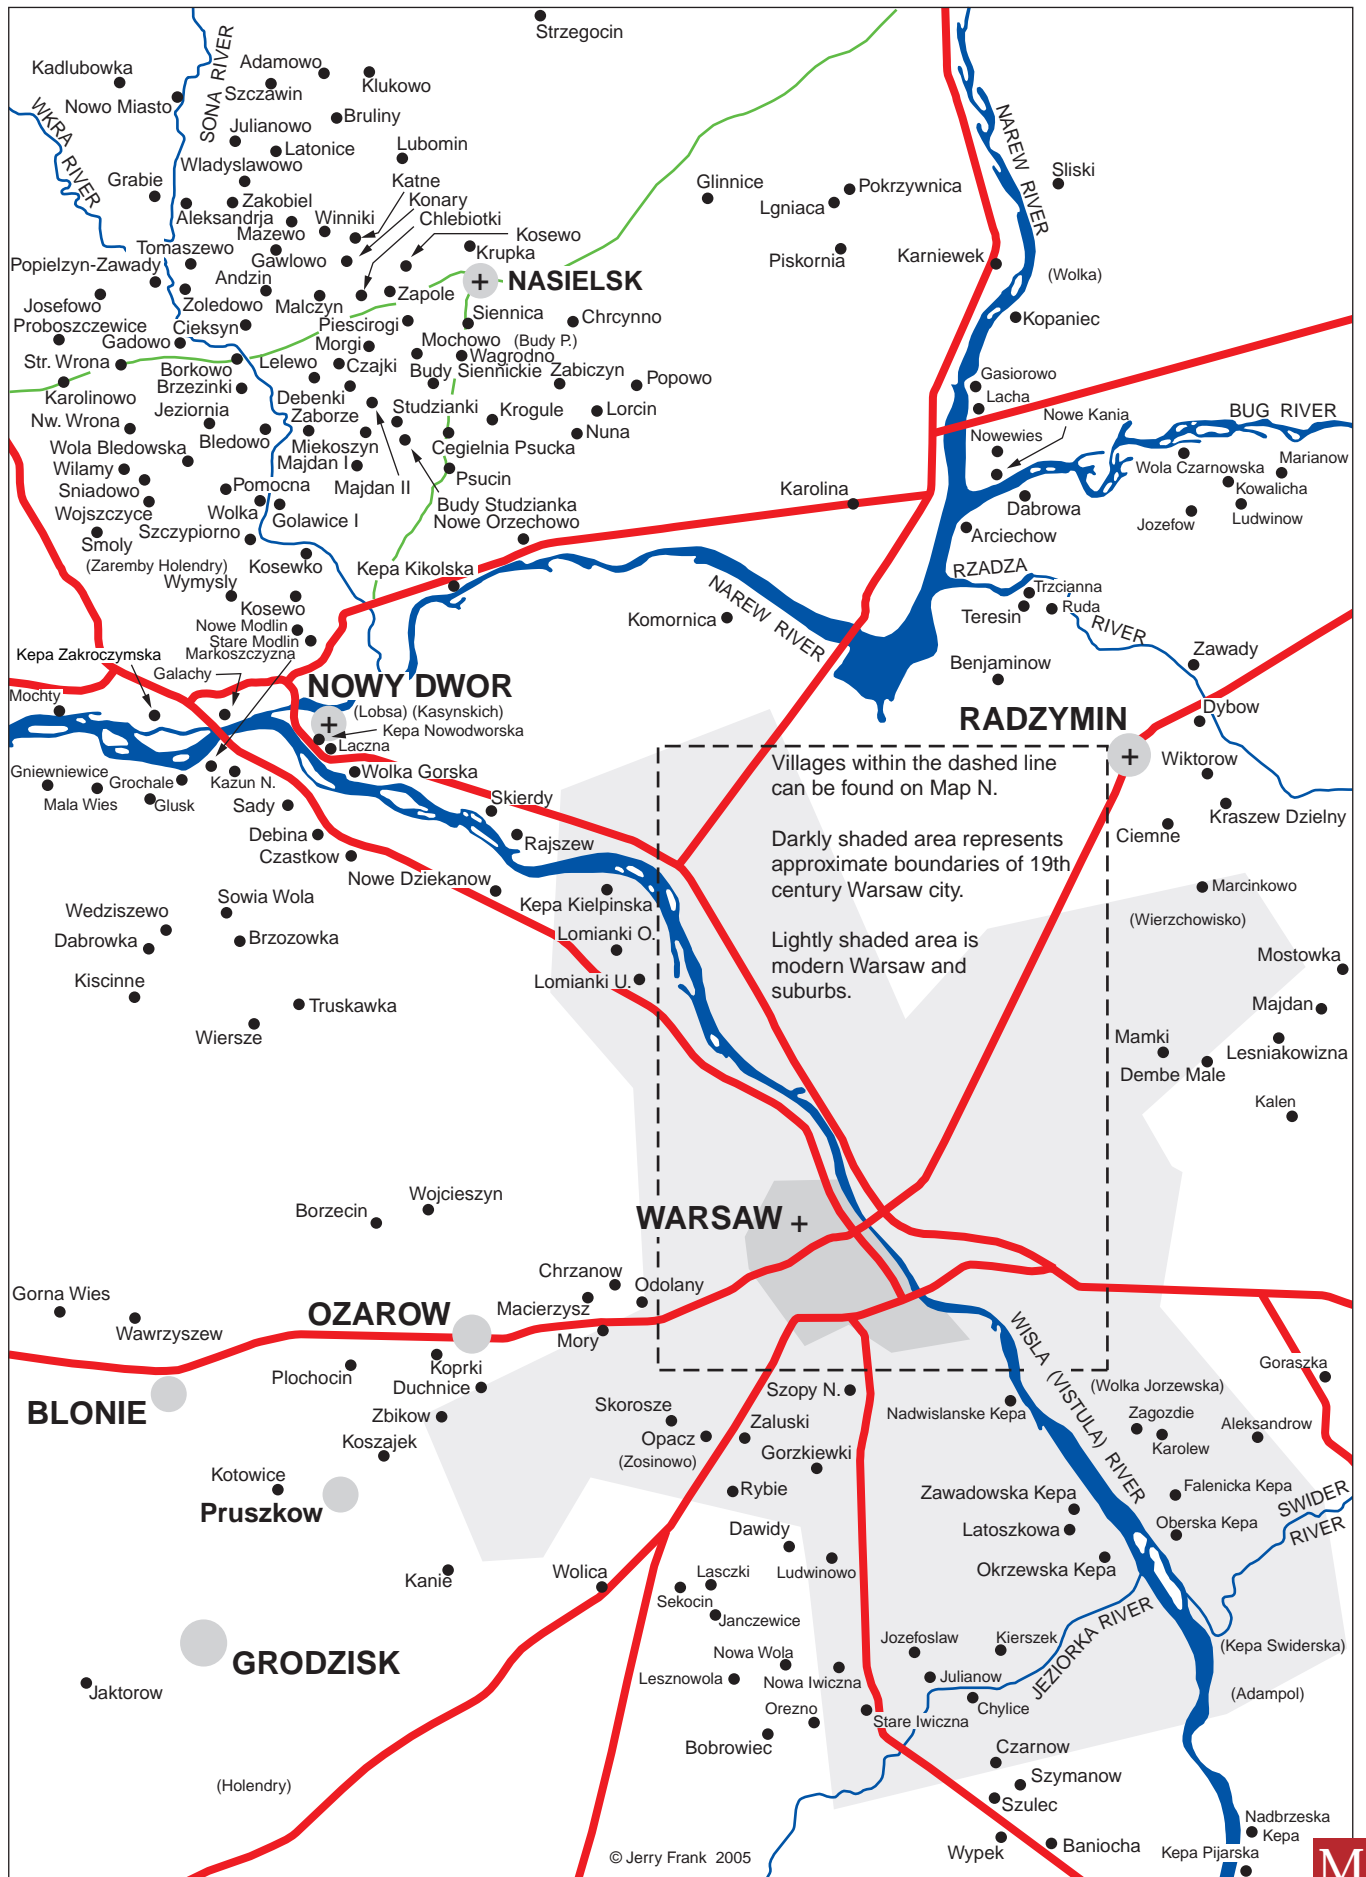 Strzegocin
Kadlubowka
Adamowo
Klukowo
Szczawin
Nowo Miasto
SONA RIVER
WKRA RIVER
Bruliny
Julianowo
Latonice
Lubomin
Wladyslawowo
Katne
Grabie
Zakobiel
Konary
Aleksandrja
Winniki
Chlebiotki
Mazewo
Kosewo
Tomaszewo
Gawlowo
Krupka
Popielzyn-Zawady
Andzin
NASIELSK
Josefowo
Zoledowo
Malczyn
Zapole
Siennica
Chrcynno
Proboszczewice
Cieksyn
Piescirogi
Gadowo
Morgi
Mochowo
(Budy P.)
Str. Wrona
Lelewo
Czajki
Wagrodno
Borkowo
Budy Siennickie
Zabiczyn
Popowo
Karolinowo
Brzezinki
Debenki
Jeziornia
Zaborze
Studzianki
Krogule
Lorcin
Nw. Wrona
Bledowo
Miekoszyn
Cegielnia Psucka
Nuna
Wola Bledowska
Majdan I
Wilamy
Majdan II
Psucin
Sniadowo
Pomocna
Budy Studzianka
Wojszczyce
Wolka
Golawice I
Nowe Orzechowo
Smoly
Szczypiorno
(Zaremby Holendry)
Kosewko
Kepa Kikolska
Wymysly
Kosewo
Nowe Modlin
Stare Modlin
Kepa Zakroczymska
Markoszczyzna
Galachy
Mochty
NOWY DWOR
(Lobsa) (Kasynskich)
Kepa Nowodworska
Laczna
Gniewniewice
Grochale
Kazun N.
Wolka Gorska
Mala Wies
Glusk
Sady
Skierdy
Debina
Rajszew
Czastkow
Nowe Dziekanow
Kepa Kielpinska
Sowia Wola
Wedziszewo
Lomianki O.
Dabrowka
Brzozowka
Kiscinne
Lomianki U.
Truskawka
Wiersze
Glinnice
Pokrzywnica
Lgniaca
Sliski
NAREW RIVER
Piskornia
Karniewek
(Wolka)
Kopaniec
Gasiorowo
Lacha
Nowe Kania
BUG RIVER
Nowewies
Wola Czarnowska
Marianow
Kowalicha
Karolina
Dabrowa
Jozefow
Ludwinow
Arciechow
RZADZA
RIVER
Trzcianna
Teresin
Ruda
NAREW RIVER
Komornica
Benjaminow
Zawady
RADZYMIN
Dybow
Wiktorow
Kraszew Dzielny
Ciemne
Villages within the dashed line
can be found on Map N.
Darkly shaded area represents
approximate boundaries of 19th
century Warsaw city.
Lightly shaded area is
modern Warsaw and
suburbs.
Marcinkowo
(Wierzchowisko)
Mostowka
Majdan
Mamki
Lesniakowizna
Dembe Male
Kalen
Wojcieszyn
Borzecin
WARSAW
Chrzanow
Odolany
Gorna Wies
OZAROW
Macierzysz
Wawrzyszew
Mory
Koprki
Plochocin
Duchnice
BLONIE
Zbikow
Koszajek
Kotowice
Pruszkow
Kanie
Wolica
GRODZISK
Jaktorow
(Holendry)
WISLA (VISTULA) RIVER
Goraszka
Szopy N.
(Wolka Jorzewska)
Skorosze
Nadwislanske Kepa
Zagozdie
Aleksandrow
Opacz
Zaluski
Karolew
(Zosinowo)
Gorzkiewki
Rybie
Zawadowska Kepa
Falenicka Kepa
SWIDER
RIVER
Dawidy
Latoszkowa
Oberska Kepa
Ludwinowo
Okrzewska Kepa
Lasczki
Sekocin
Janczewice
JEZIORKA RIVER
Jozefoslaw
Kierszek
(Kepa Swiderska)
Nowa Wola
Lesznowola
Nowa Iwiczna
Julianow
(Adampol)
Orezno
Chylice
Stare Iwiczna
Bobrowiec
Czarnow
Szymanow
Szulec
Nadbrzeska
Kepa
Wypek
Baniocha
Kepa Pijarska
© Jerry Frank 2005
M